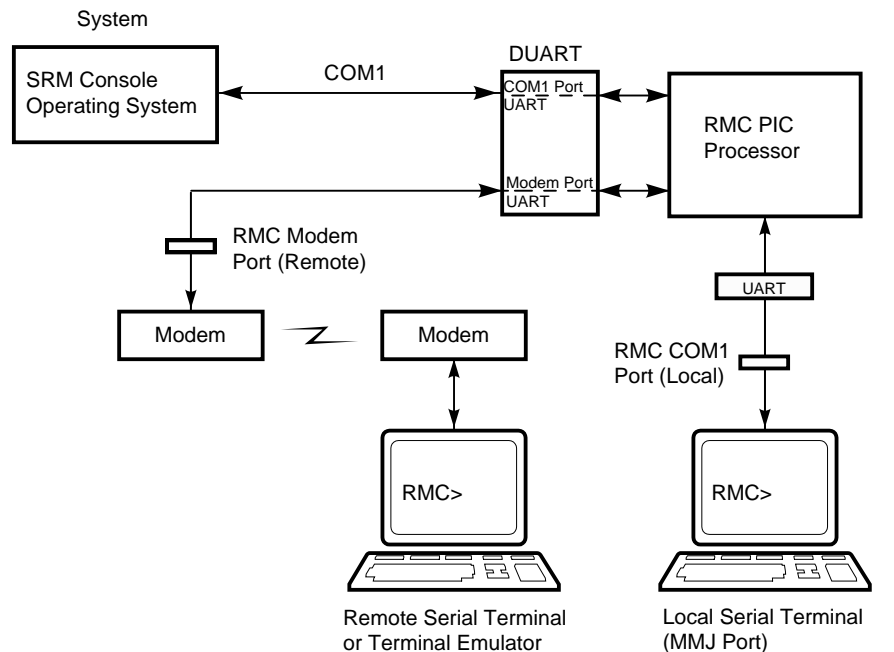 System
SRM Console
Operating System
COM1
DUART
COM1 Port
UART
Modem Port
UART
RMC PIC
Processor
RMC Modem
Port (Remote)
UART
Modem
Modem
RMC COM1
Port (Local)
RMC>
RMC>
Remote Serial Terminal
or Terminal Emulator
Local Serial Terminal
(MMJ Port)